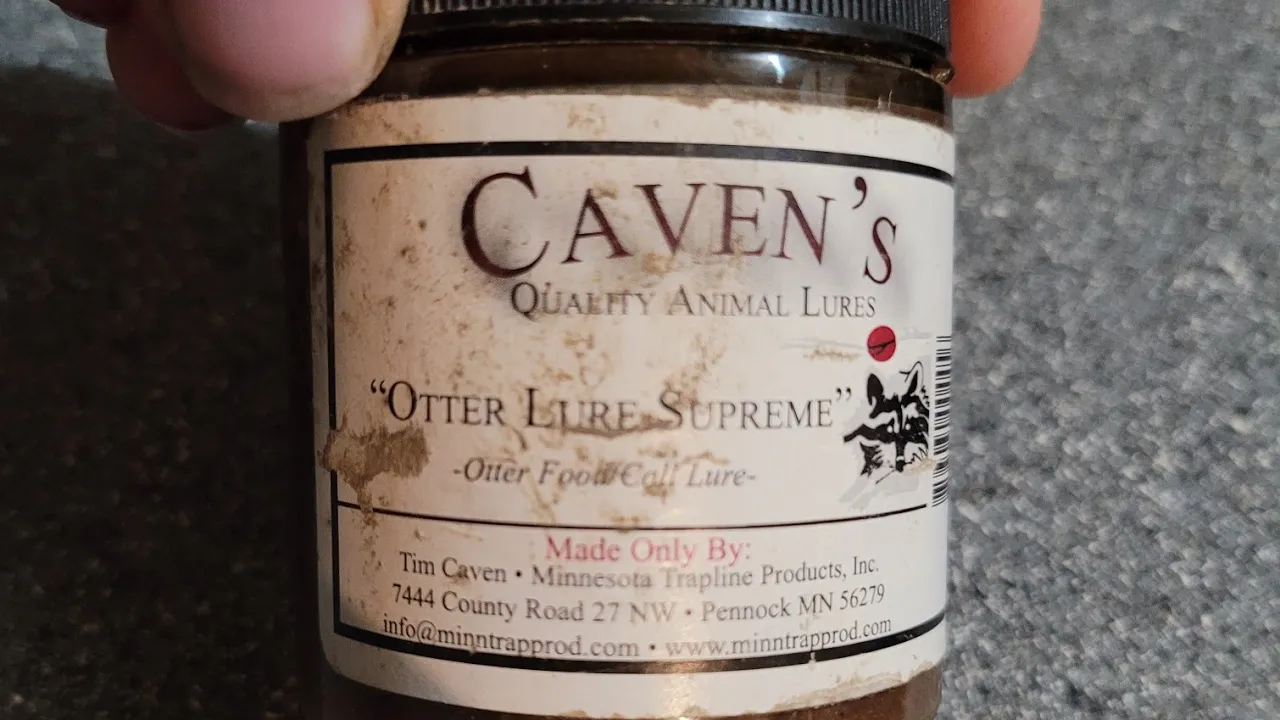 CAVEN'S
QUALITY ANIMAL LURES
"OTTER LURE SUPREME"
-Otter Food/Call Lure-
Made Only By:
Tim Caven • Minnesota Trapline Products, Inc.
7444 County Road 27 NW • Pennock MN 56279
info@minntrapprod.com • www.minntrapprod.com